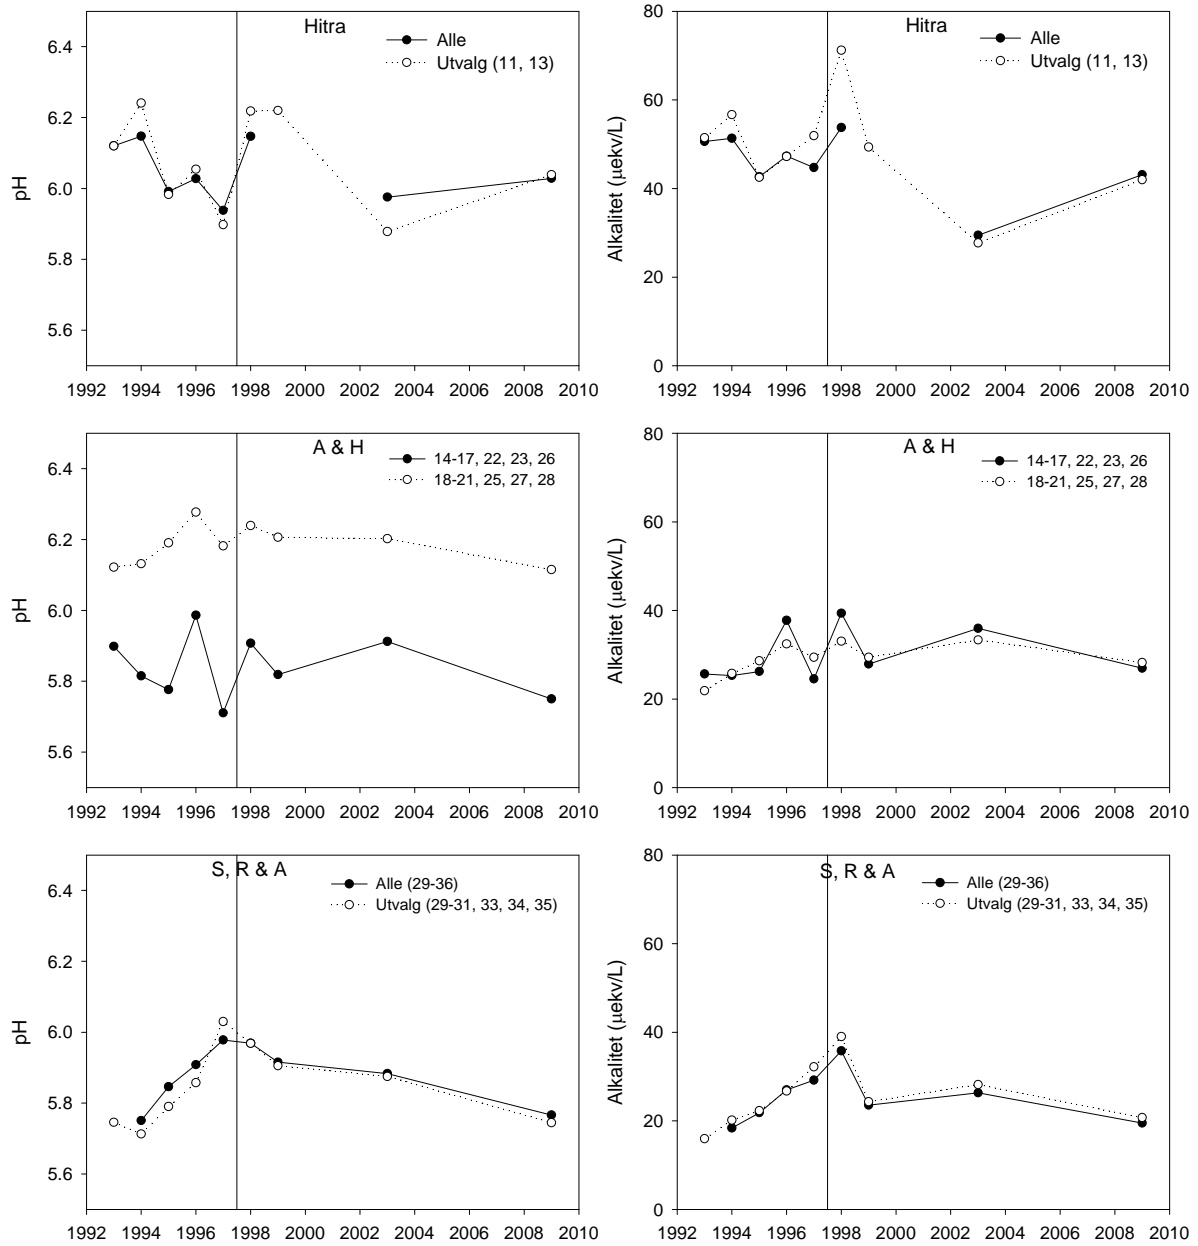 Hitra
Alle
Utvalg (11, 13)
pH
6.4
6.2
6.0
5.8
5.6
1992 1994 1996 1998 2000 2002 2004 2006 2008 2010
Hitra
Alle
Utvalg (11, 13)
Alkalitet (µekv/L)
80
60
40
20
0
1992 1994 1996 1998 2000 2002 2004 2006 2008 2010
A & H
14-17, 22, 23, 26
18-21, 25, 27, 28
pH
6.4
6.2
6.0
5.8
5.6
1992 1994 1996 1998 2000 2002 2004 2006 2008 2010
A & H
14-17, 22, 23, 26
18-21, 25, 27, 28
Alkalitet (µekv/L)
80
60
40
20
0
1992 1994 1996 1998 2000 2002 2004 2006 2008 2010
S, R & A
Alle (29-36)
Utvalg (29-31, 33, 34, 35)
pH
6.4
6.2
6.0
5.8
5.6
1992 1994 1996 1998 2000 2002 2004 2006 2008 2010
S, R & A
Alle (29-36)
Utvalg (29-31, 33, 34, 35)
Alkalitet (µekv/L)
80
60
40
20
0
1992 1994 1996 1998 2000 2002 2004 2006 2008 2010